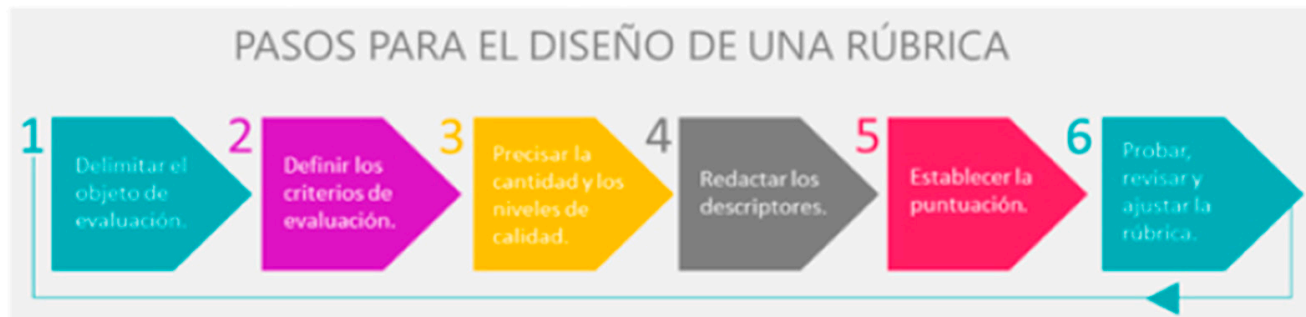 PASOS PARA EL DISEÑO DE UNA RÚBRICA
1
Delimitar el
objeto de
evaluación.
2
Definir los
criterios de
evaluación.
3
Precisar la
cantidad y los
niveles de
calidad.
4
Redactar los
descriptores.
5
Establecer la
puntuación.
6
Probar,
revisar y
ajustar la
rúbrica.